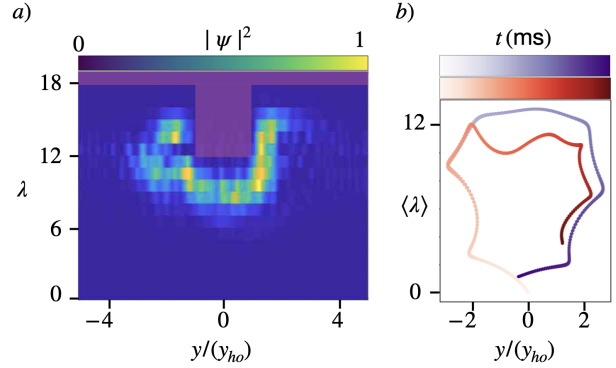 a)
0 | ψ |² 1
18
12
λ
6
0
−4 0 4
y/(y_ho)
b)
t (ms)
12
⟨λ⟩
0
−2 0 2
y/(y_ho)